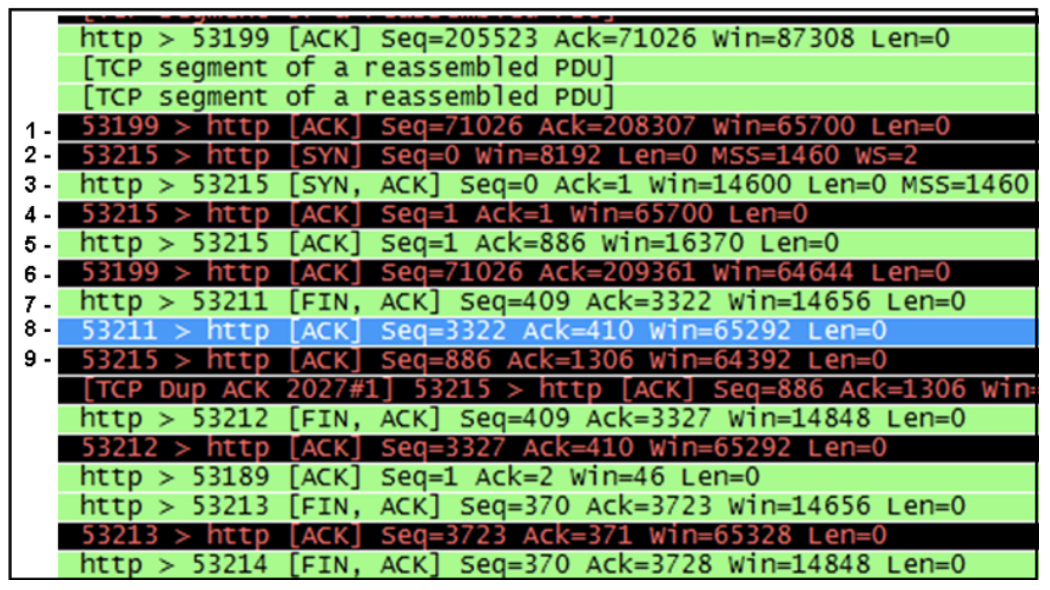 [TCP segment of a reassembled PDU]
http > 53199 [ACK] Seq=205523 Ack=71026 Win=87308 Len=0
[TCP segment of a reassembled PDU]
[TCP segment of a reassembled PDU]
1 - 53199 > http [ACK] Seq=71026 Ack=208307 Win=65700 Len=0
2 - 53215 > http [SYN] Seq=0 Win=8192 Len=0 MSS=1460 WS=2
3 - http > 53215 [SYN, ACK] Seq=0 Ack=1 Win=14600 Len=0 MSS=1460
4 - 53215 > http [ACK] Seq=1 Ack=1 Win=65700 Len=0
5 - http > 53215 [ACK] Seq=1 Ack=886 Win=16370 Len=0
6 - 53199 > http [ACK] Seq=71026 Ack=209361 Win=64644 Len=0
7 - http > 53211 [FIN, ACK] Seq=409 Ack=3322 Win=14656 Len=0
8 - 53211 > http [ACK] Seq=3322 Ack=410 Win=65292 Len=0
9 - 53215 > http [ACK] Seq=886 Ack=1306 Win=64392 Len=0
[TCP Dup ACK 2027#1] 53215 > http [ACK] Seq=886 Ack=1306 Win=
http > 53212 [FIN, ACK] Seq=409 Ack=3327 Win=14848 Len=0
53212 > http [ACK] Seq=3327 Ack=410 Win=65292 Len=0
http > 53189 [ACK] Seq=1 Ack=2 Win=46 Len=0
http > 53213 [FIN, ACK] Seq=370 Ack=3723 Win=14656 Len=0
53213 > http [ACK] Seq=3723 Ack=371 Win=65328 Len=0
http > 53214 [FIN, ACK] Seq=370 Ack=3728 Win=14848 Len=0